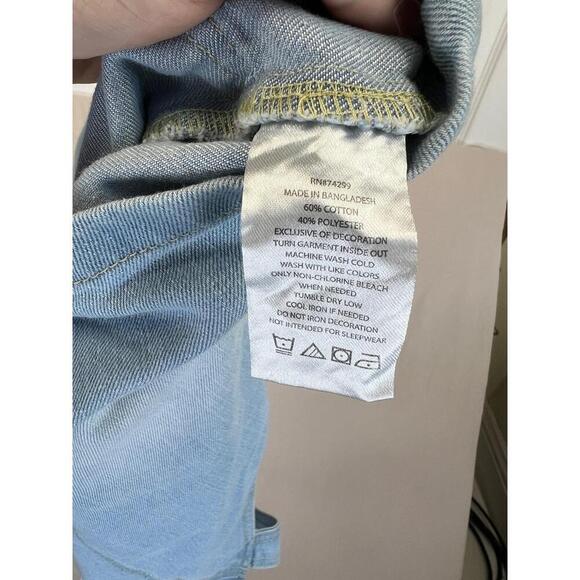 RN874299
MADE IN BANGLADESH
60% COTTON
40% POLYESTER
EXCLUSIVE OF DECORATION
TURN GARMENT INSIDE OUT
MACHINE WASH COLD
WASH WITH LIKE COLORS
ONLY NON-CHLORINE BLEACH
WHEN NEEDED
TUMBLE DRY LOW
COOL IRON IF NEEDED
DO NOT IRON DECORATION
NOT INTENDED FOR SLEEPWEAR